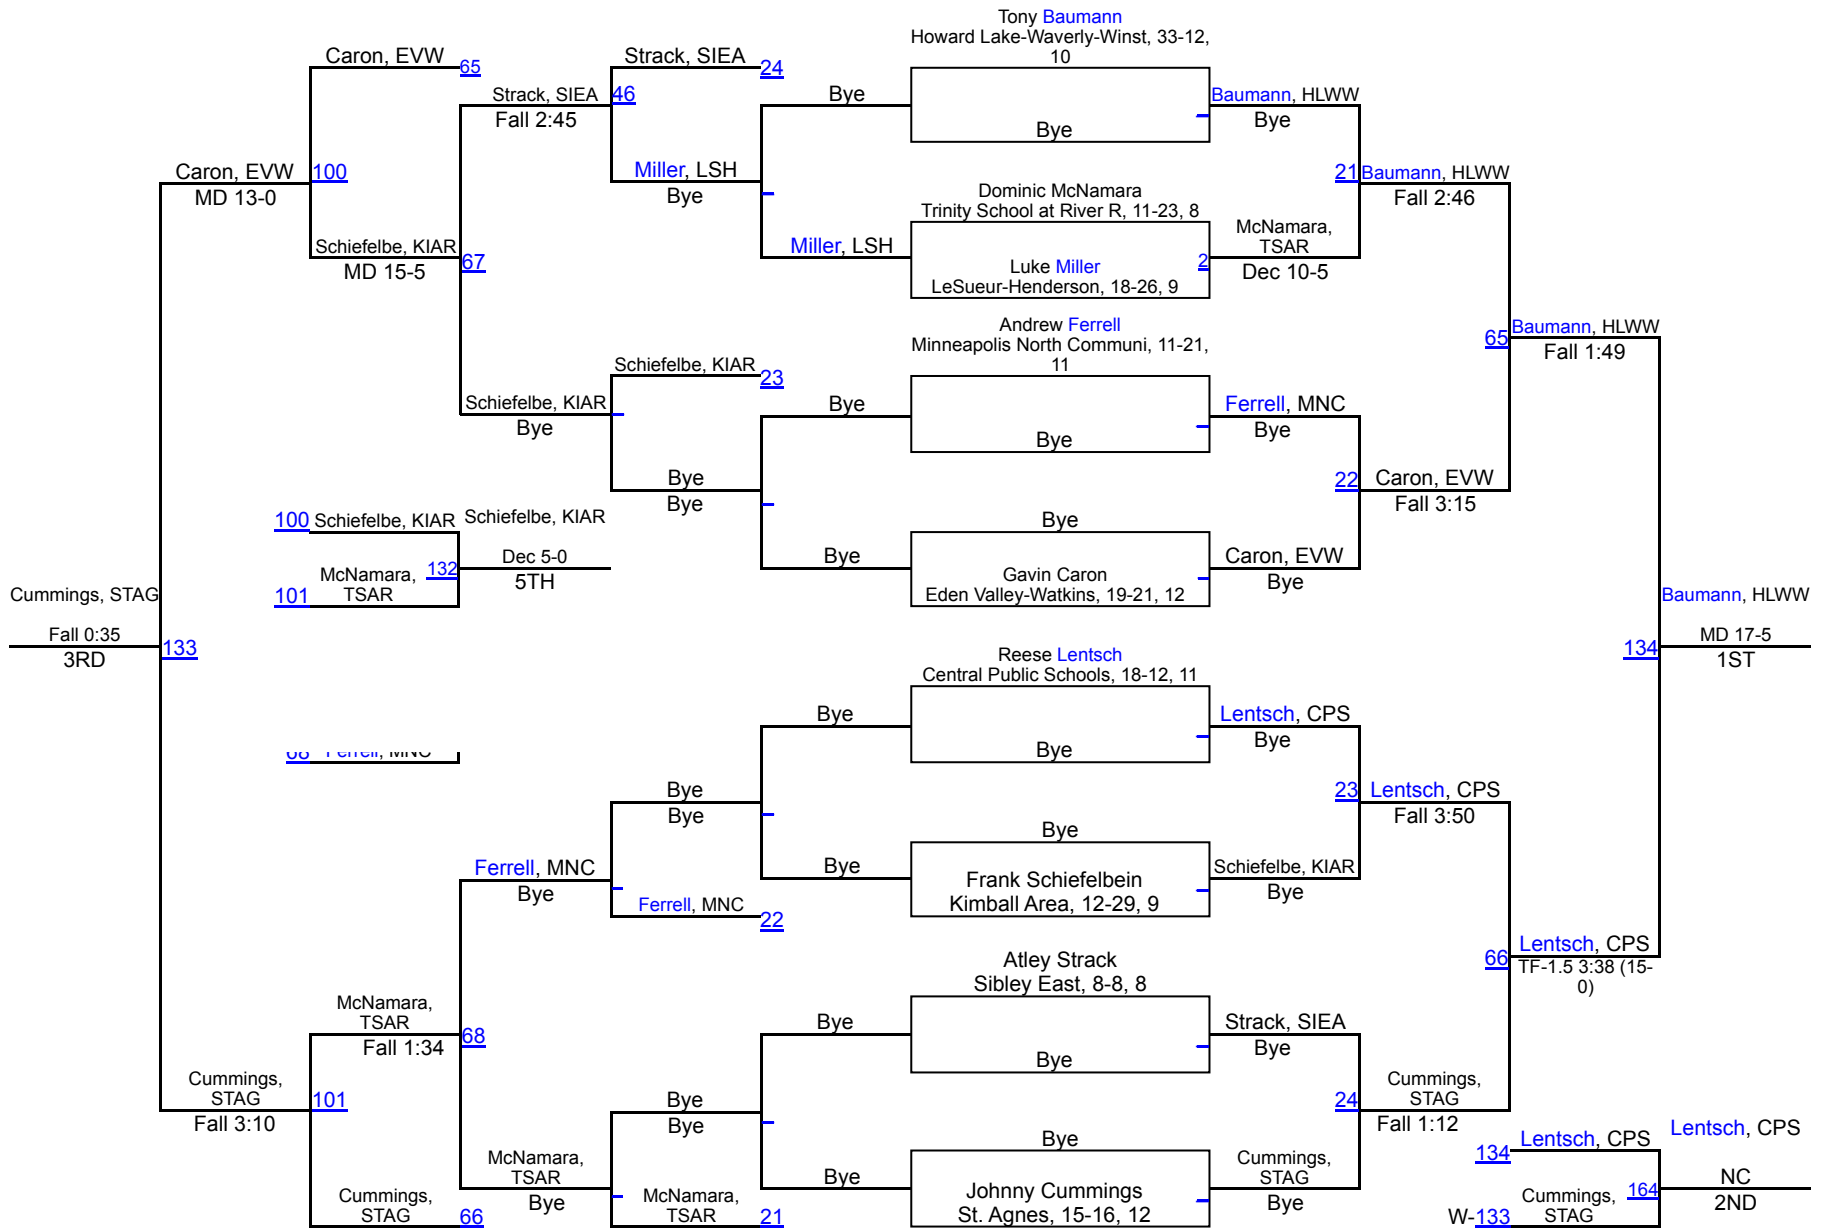 Tony Baumann
Howard Lake-Waverly-Winst, 33-12,
10
Caron, EVW
65
Strack, SIEA
24
Strack, SIEA
46
Fall 2:45
Bye
Bye
Baumann, HLWW
Bye
Caron, EVW
100
MD 13-0
Miller, LSH
Bye
Dominic McNamara
Trinity School at River R, 11-23, 8
21
Baumann, HLWW
Fall 2:46
Schiefelbe, KIAR
67
MD 15-5
Miller, LSH
Luke Miller
LeSueur-Henderson, 18-26, 9
2
McNamara,
TSAR
Dec 10-5
Andrew Ferrell
Minneapolis North Communi, 11-21,
11
65
Baumann, HLWW
Fall 1:49
Schiefelbe, KIAR
23
Schiefelbe, KIAR
Bye
Bye
Bye
Ferrell, MNC
Bye
Bye
Bye
22
Caron, EVW
Fall 3:15
100
Schiefelbe, KIAR
Schiefelbe, KIAR
Bye
Dec 5-0
5TH
132
McNamara,
TSAR
101
Bye
Gavin Caron
Eden Valley-Watkins, 19-21, 12
Caron, EVW
Bye
Cummings, STAG
Fall 0:35
3RD
133
Baumann, HLWW
134
MD 17-5
1ST
Reese Lentsch
Central Public Schools, 18-12, 11
Bye
Bye
Lentsch, CPS
Bye
68 Ferrell, MNC
Bye
Bye
23
Lentsch, CPS
Fall 3:50
Bye
Ferrell, MNC
Bye
Bye
Frank Schiefelbein
Kimball Area, 12-29, 9
Schiefelbe, KIAR
Bye
Ferrell, MNC
22
66
Lentsch, CPS
TF-1.5 3:38 (15-
0)
Atley Strack
Sibley East, 8-8, 8
McNamara,
TSAR
68
Fall 1:34
Bye
Bye
Strack, SIEA
Bye
Cummings,
STAG
101
Fall 3:10
Bye
Bye
24
Cummings,
STAG
Fall 1:12
Bye
McNamara,
TSAR
Bye
Bye
Johnny Cummings
St. Agnes, 15-16, 12
Cummings,
STAG
Bye
134
Lentsch, CPS
Lentsch, CPS
NC
2ND
164
Cummings,
STAG
66
McNamara,
TSAR
21
W-133
Cummings,
STAG